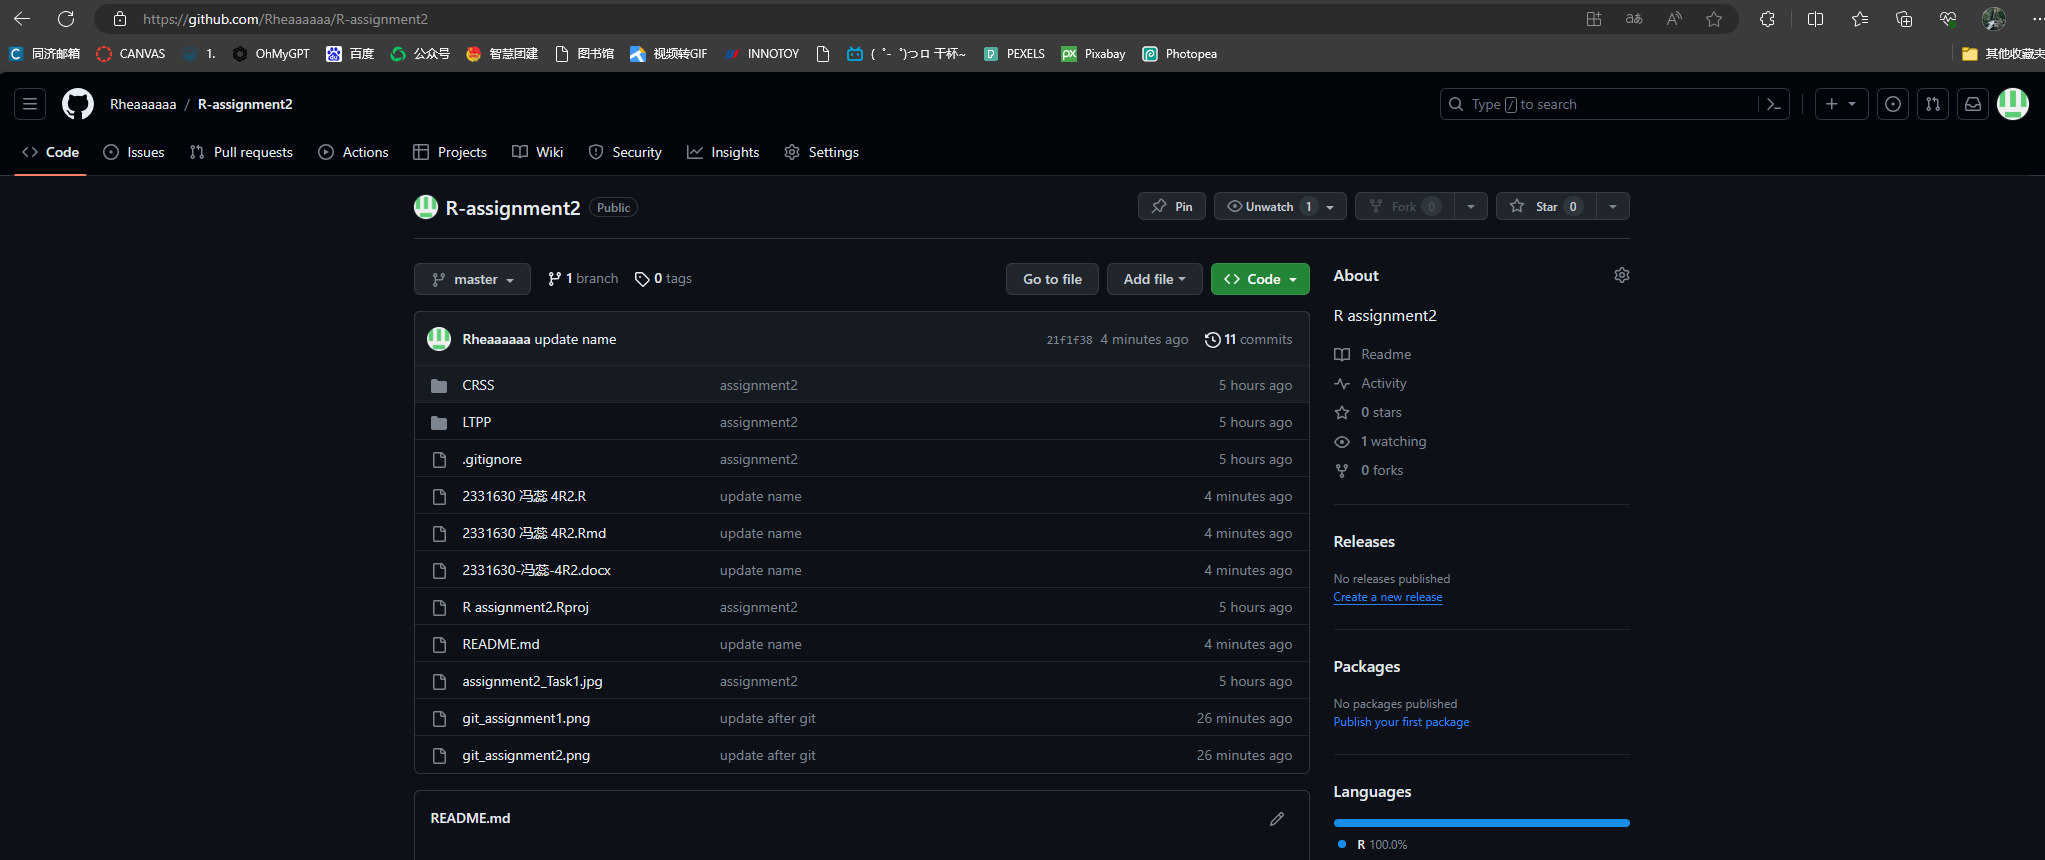 https://github.com/Rheaaaaaa/R-assignment2
同济邮箱 CANVAS 1. OhMyGPT 百度 公众号 智慧团建 图书馆 视频转GIF INNOTOY ( ゜- ゜)つロ 干杯~ PEXELS Pixabay Photopea 其他收藏夹
Rheaaaaaa / R-assignment2 Type / to search
Code Issues Pull requests Actions Projects Wiki Security Insights Settings
R-assignment2 Public Pin Unwatch 1 Fork 0 Star 0
master 1 branch 0 tags Go to file Add file Code
Rheaaaaaa update name 21f1f38 4 minutes ago 11 commits
CRSS assignment2 5 hours ago
LTPP assignment2 5 hours ago
.gitignore assignment2 5 hours ago
2331630 冯蕊 4R2.R update name 4 minutes ago
2331630 冯蕊 4R2.Rmd update name 4 minutes ago
2331630-冯蕊-4R2.docx update name 4 minutes ago
R assignment2.Rproj assignment2 5 hours ago
README.md update name 4 minutes ago
assignment2_Task1.jpg assignment2 5 hours ago
git_assignment1.png update after git 26 minutes ago
git_assignment2.png update after git 26 minutes ago
README.md
About
R assignment2
Readme
Activity
0 stars
1 watching
0 forks
Releases
No releases published
Create a new release
Packages
No packages published
Publish your first package
Languages
R 100.0%